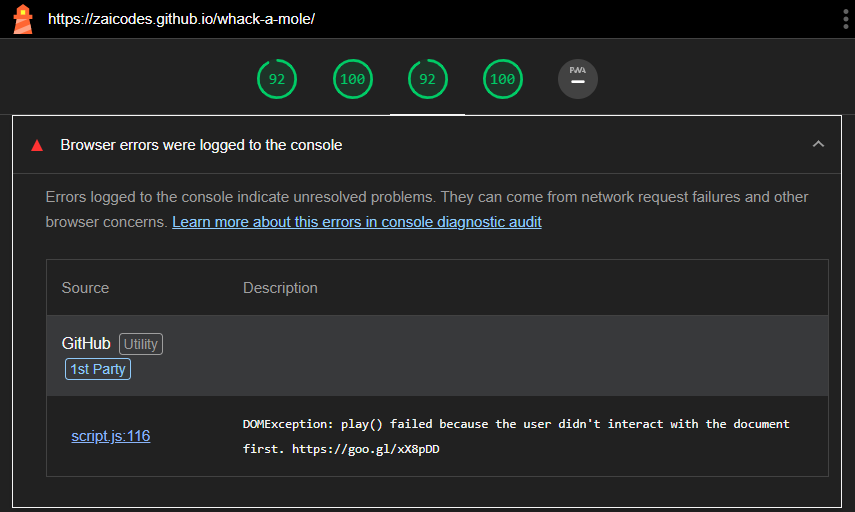 https://zaicodes.github.io/whack-a-mole/
92 100 92 100 PWA
Browser errors were logged to the console
Errors logged to the console indicate unresolved problems. They can come from network request failures and other
browser concerns. Learn more about this errors in console diagnostic audit
Source Description
GitHub Utility
1st Party
script.js:116 DOMException: play() failed because the user didn't interact with the document
first. https://goo.gl/xX8pDD